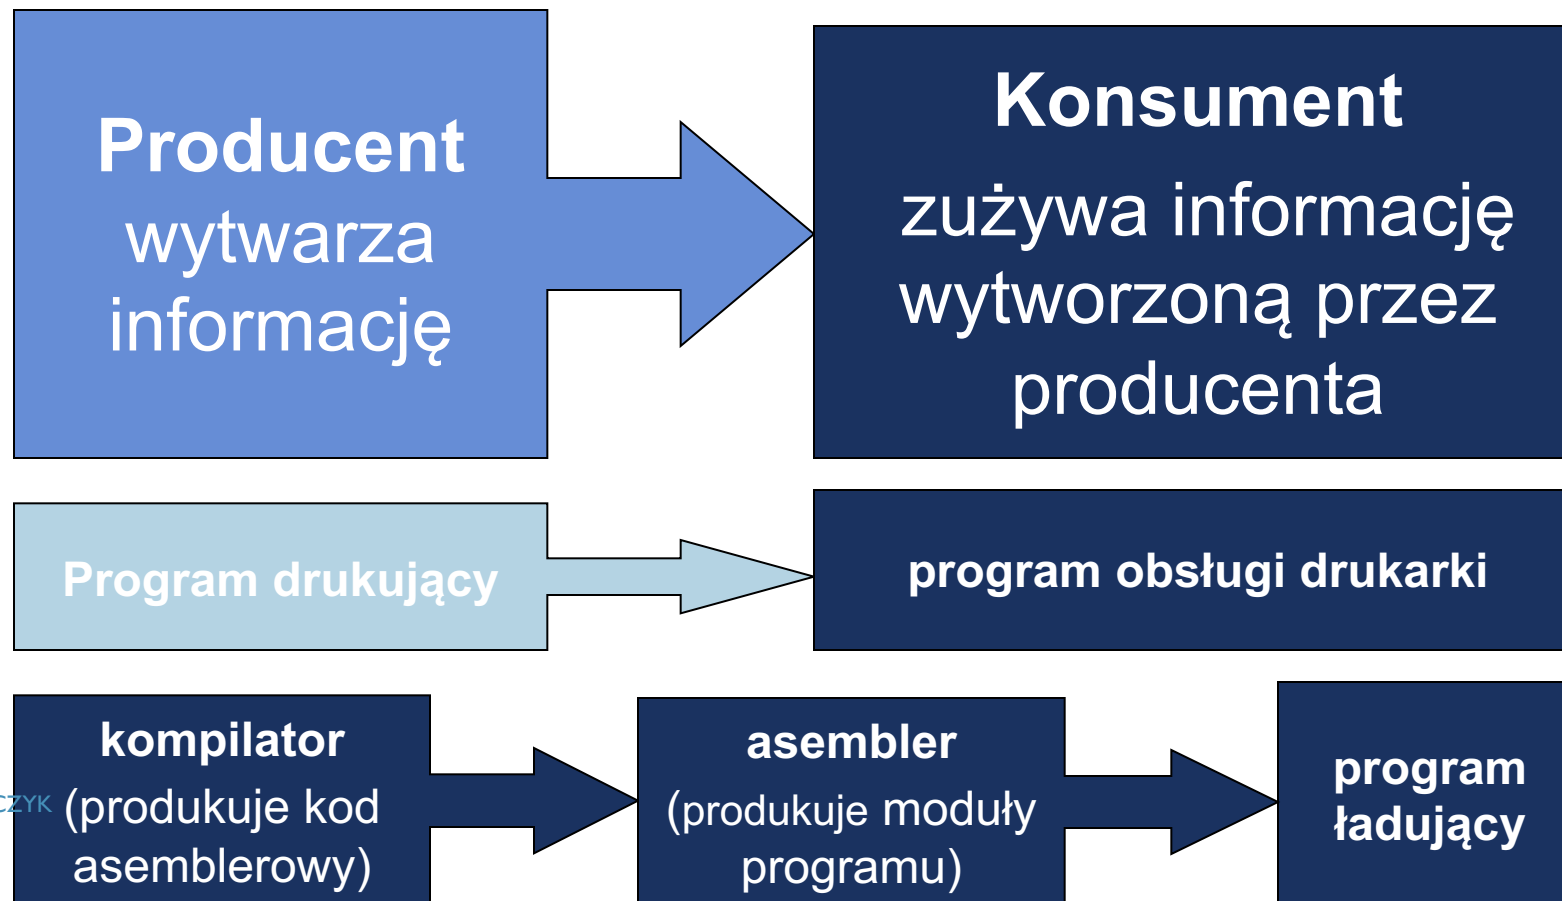 Producent
wytwarza
informację
Konsument
zużywa informację
wytworzoną przez
producenta
Program drukujący
program obsługi drukarki
kompilator
(produkuje kod
asemblerowy)
asembler
(produkuje moduły
programu)
program
ładujący